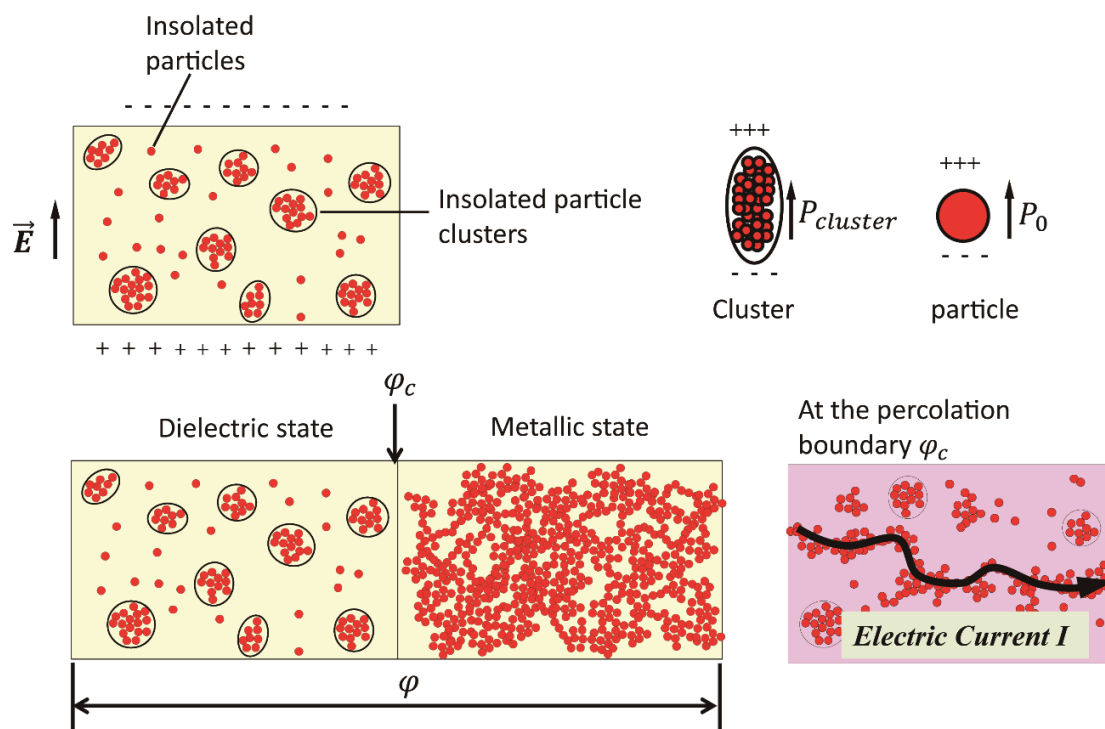 Insolated
particles
- - - - - - - - - - - -
Insolated particle
clusters
$\vec{E}$
+ + + + + + + + + + + +
+++
P_cluster
- - -
Cluster
+++
P_0
- - - -
particle
φ_c
Dielectric state
Metallic state
φ
At the percolation
boundary φ_c
Electric Current I